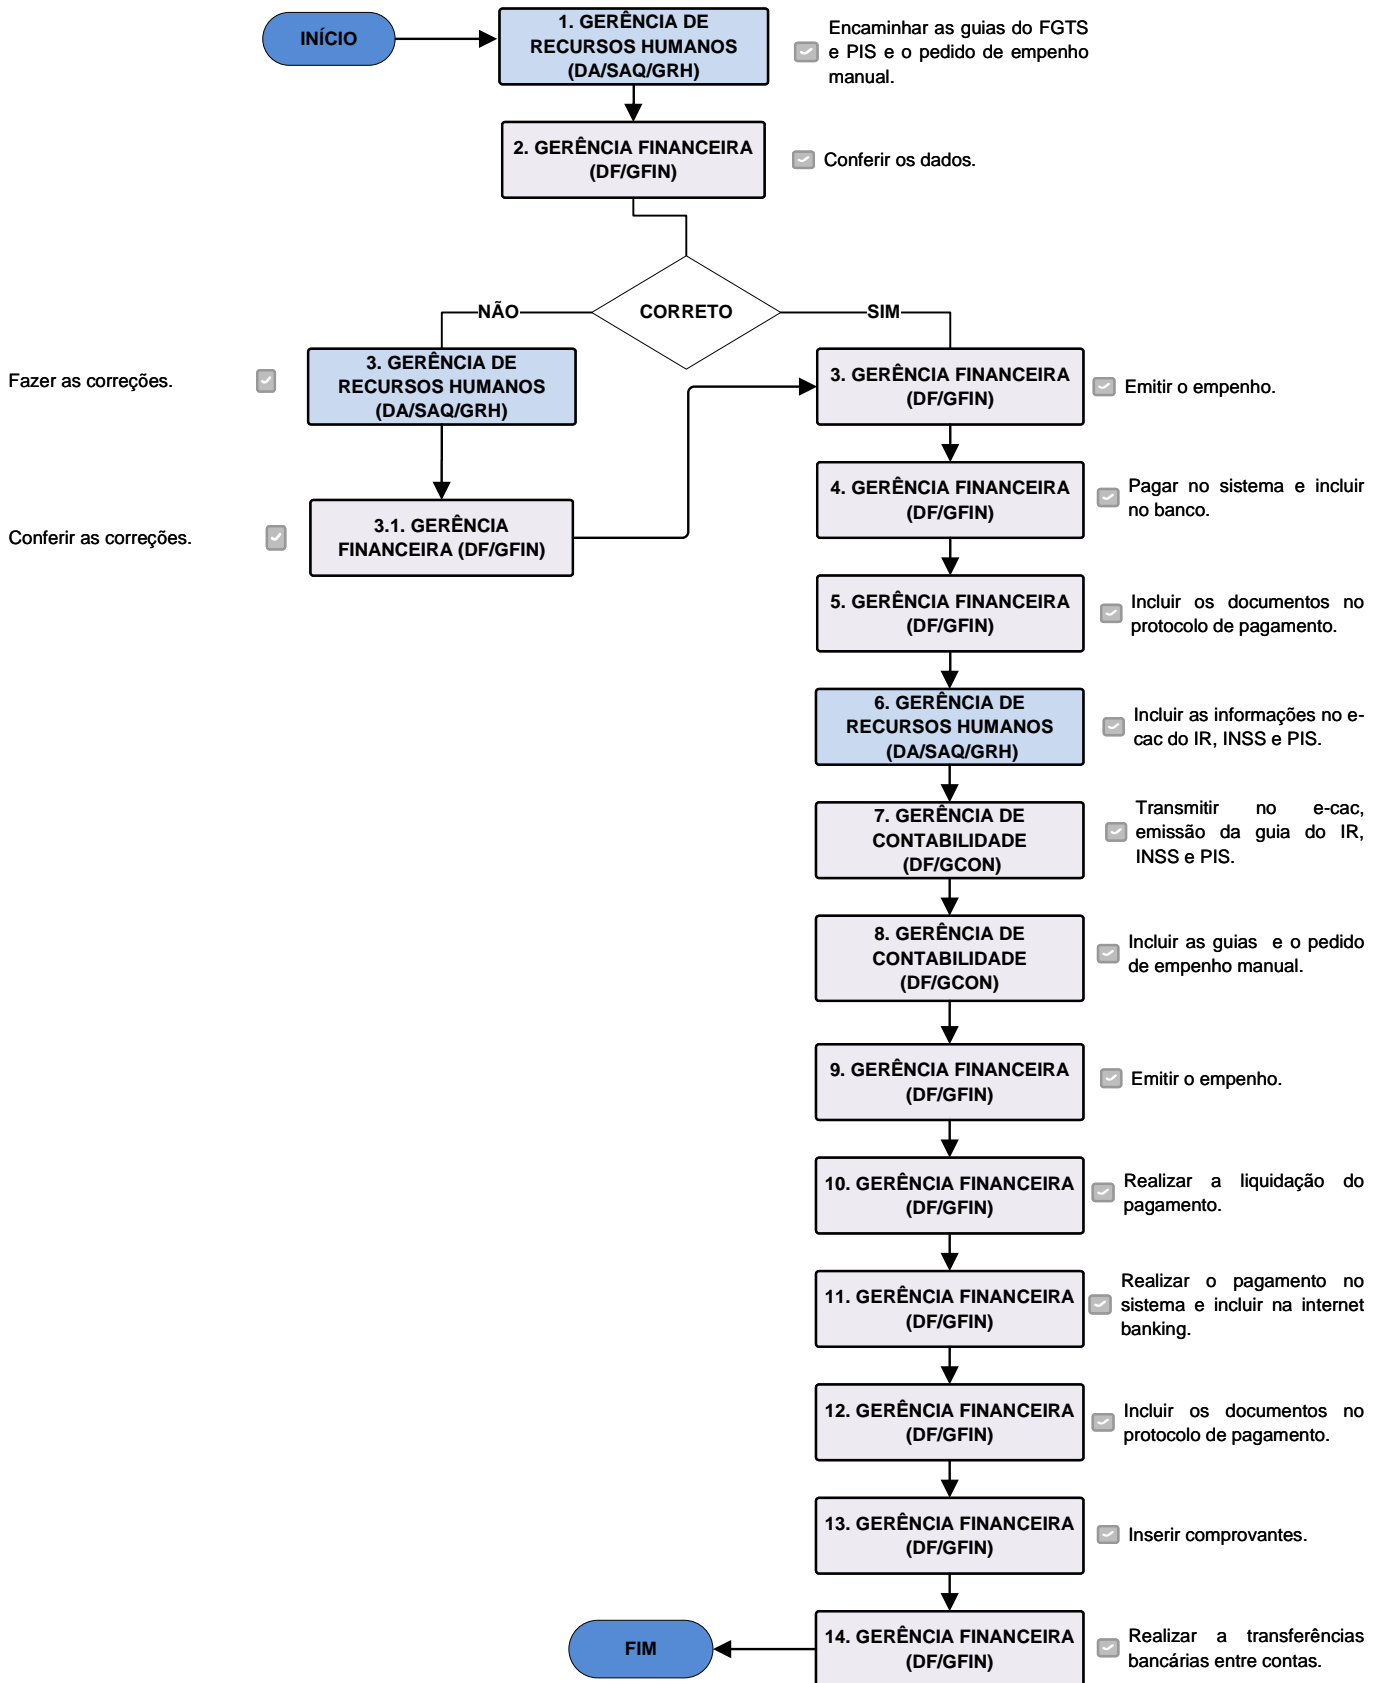 INÍCIO
1. GERÊNCIA DE
RECURSOS HUMANOS
(DA/SAQ/GRH)
Encaminhar as guias do FGTS
e PIS e o pedido de empenho
manual.
2. GERÊNCIA FINANCEIRA
(DF/GFIN)
Conferir os dados.
CORRETO
NÃO
SIM
Fazer as correções.
3. GERÊNCIA DE
RECURSOS HUMANOS
(DA/SAQ/GRH)
3. GERÊNCIA FINANCEIRA
(DF/GFIN)
Emitir o empenho.
Conferir as correções.
3.1. GERÊNCIA
FINANCEIRA (DF/GFIN)
4. GERÊNCIA FINANCEIRA
(DF/GFIN)
Pagar no sistema e incluir
no banco.
5. GERÊNCIA FINANCEIRA
(DF/GFIN)
Incluir os documentos no
protocolo de pagamento.
6. GERÊNCIA DE
RECURSOS HUMANOS
(DA/SAQ/GRH)
Incluir as informações no e-
cac do IR, INSS e PIS.
7. GERÊNCIA DE
CONTABILIDADE
(DF/GCON)
Transmitir no e-cac,
emissão da guia do IR,
INSS e PIS.
8. GERÊNCIA DE
CONTABILIDADE
(DF/GCON)
Incluir as guias e o pedido
de empenho manual.
9. GERÊNCIA FINANCEIRA
(DF/GFIN)
Emitir o empenho.
10. GERÊNCIA FINANCEIRA
(DF/GFIN)
Realizar a liquidação do
pagamento.
11. GERÊNCIA FINANCEIRA
(DF/GFIN)
Realizar o pagamento no
sistema e incluir na internet
banking.
12. GERÊNCIA FINANCEIRA
(DF/GFIN)
Incluir os documentos no
protocolo de pagamento.
13. GERÊNCIA FINANCEIRA
(DF/GFIN)
Inserir comprovantes.
14. GERÊNCIA FINANCEIRA
(DF/GFIN)
Realizar a transferências
bancárias entre contas.
FIM